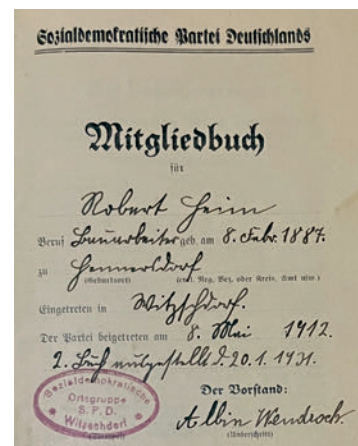 Sozialdemokratische Partei Deutschlands
Mitgliedbuch
für
Robert Heim
Beruf Bauarbeiter geb. am 8. Febr. 1887.
zu Hennersdorf
(Geburtsort) (evtl. Reg. Bez. oder Kreis, Amt usw.)
Eingetreten in Witzschdorf.
Der Partei beigetreten am 8. Mai 1912.
2. Buch ausgestellt d. 20.1.1931.
Der Vorstand:
Albin Wendrock
(Unterschrift)
Sozialdemokratische
Ortsgruppe
S. P. D.
Witzschdorf